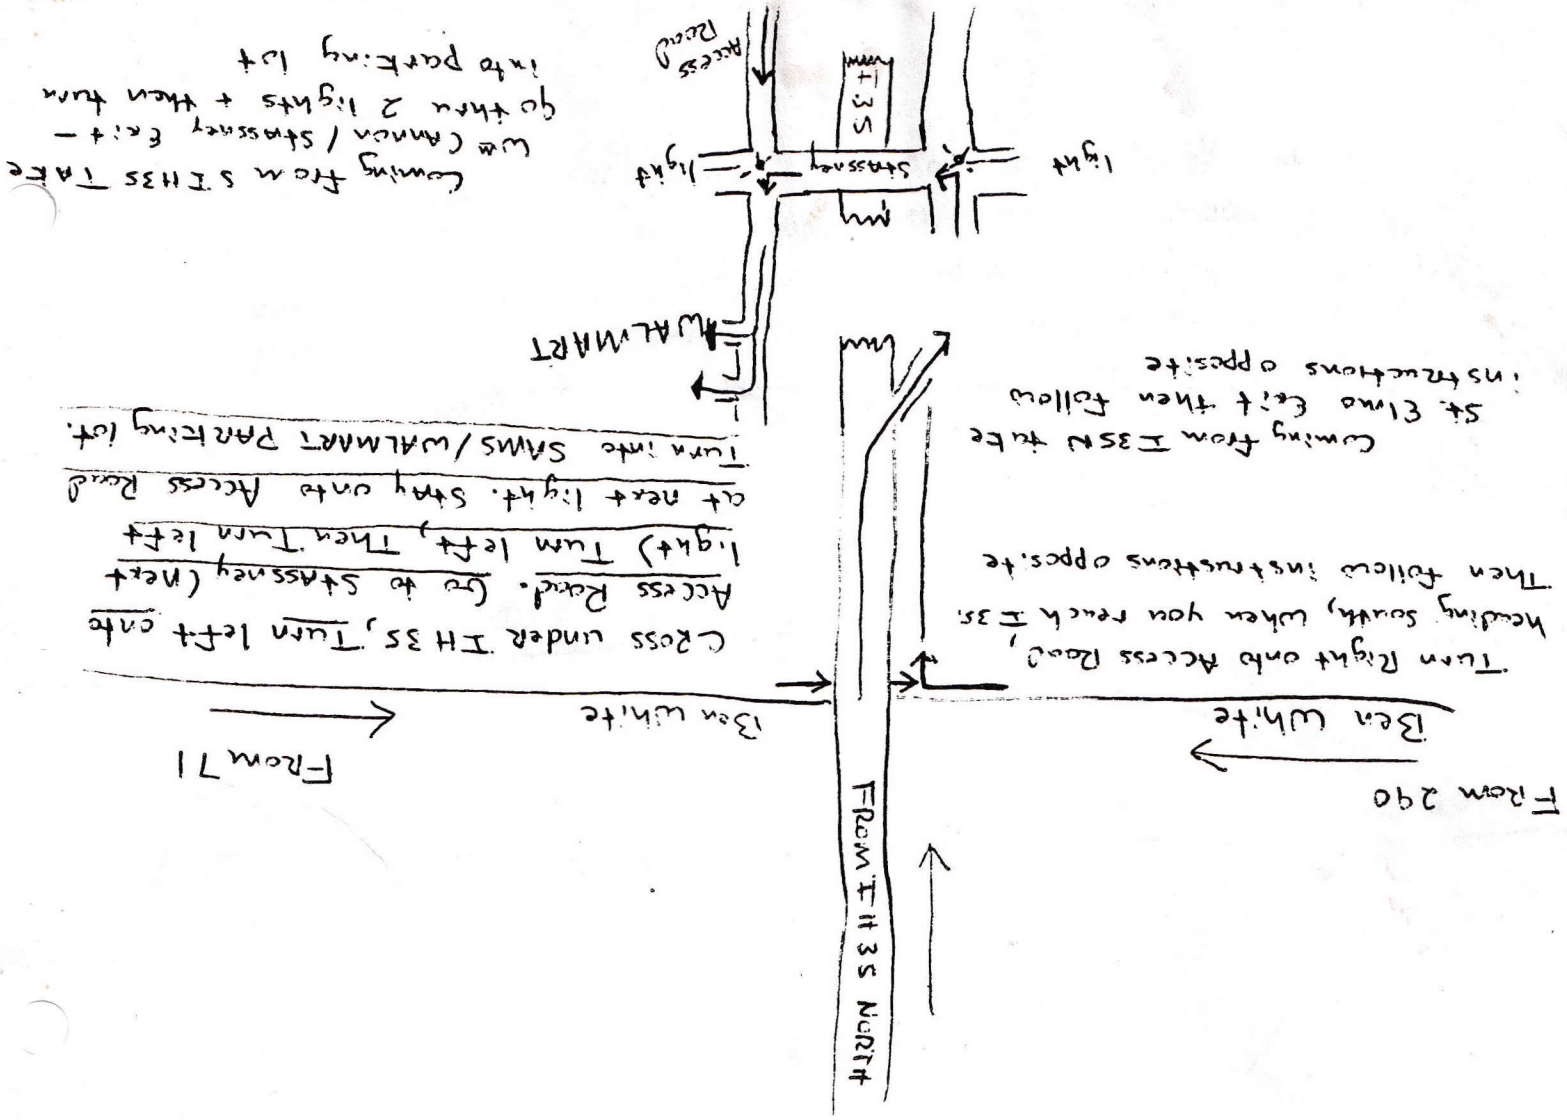 FROM IH 35 NORTH
From 290
Ben White
From 71
Ben White
Turn Right onto Access Road,
heading south, when you reach I 35.
Then follow instrustions opposite
Coming from I35N take
St. Elmo Exit then follow
instructions opposite
Cross under IH 35, Turn left onto
Access Road. Go to Stassney (next
light) Turn left, Then Turn left
at next light. Stay onto Access Road
Turn into SAMS/WALMART PARKING lot.
WALMART
light
Stassney
light
I 35
Access
Road
Coming from S IH35 TAKE
Wm Cannon / Stassney Exit -
go thru 2 lights + then turn
into parking lot